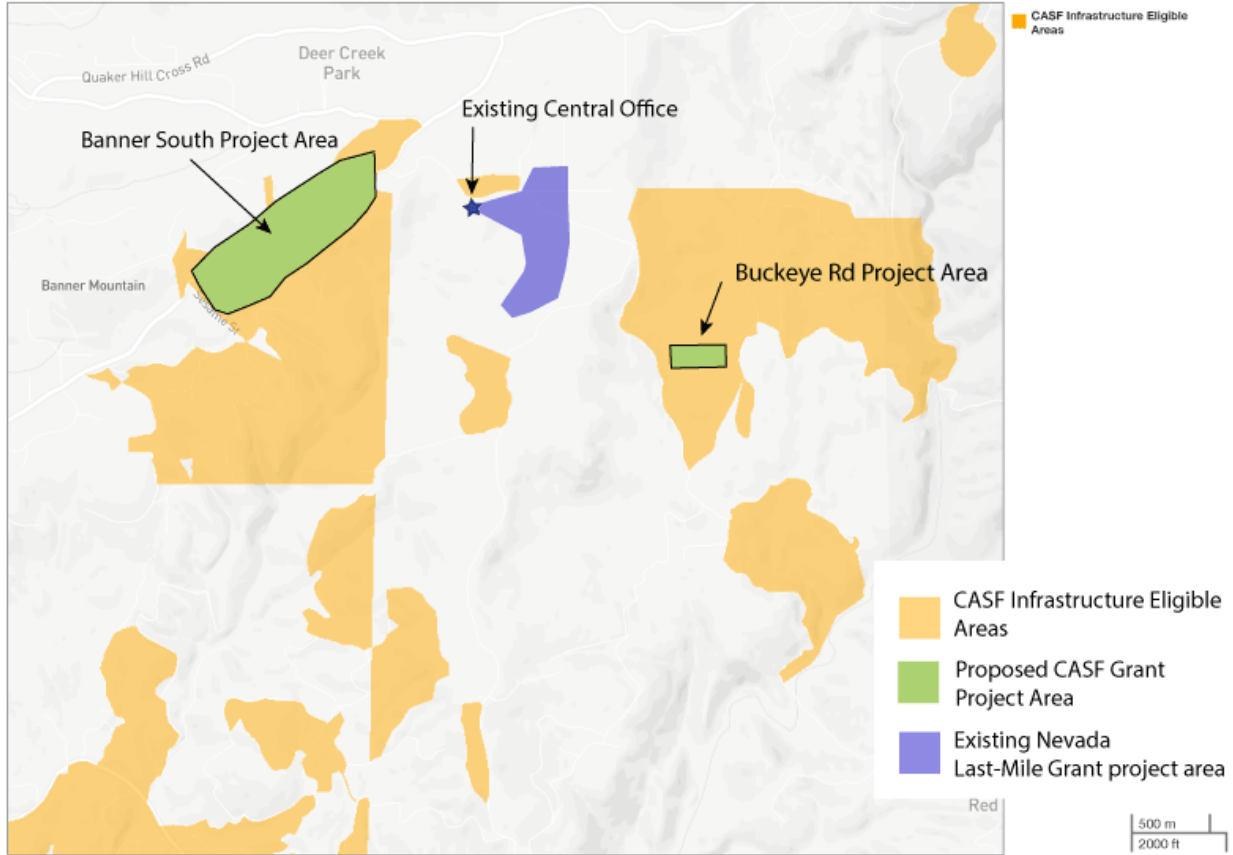 CASF Infrastructure Eligible
Areas
Deer Creek
Park
Quaker Hill Cross Rd
Existing Central Office
Banner South Project Area
Buckeye Rd Project Area
Banner Mountain
Sesame St
CASF Infrastructure Eligible
Areas
Proposed CASF Grant
Project Area
Existing Nevada
Last-Mile Grant project area
Red
500 m
2000 ft